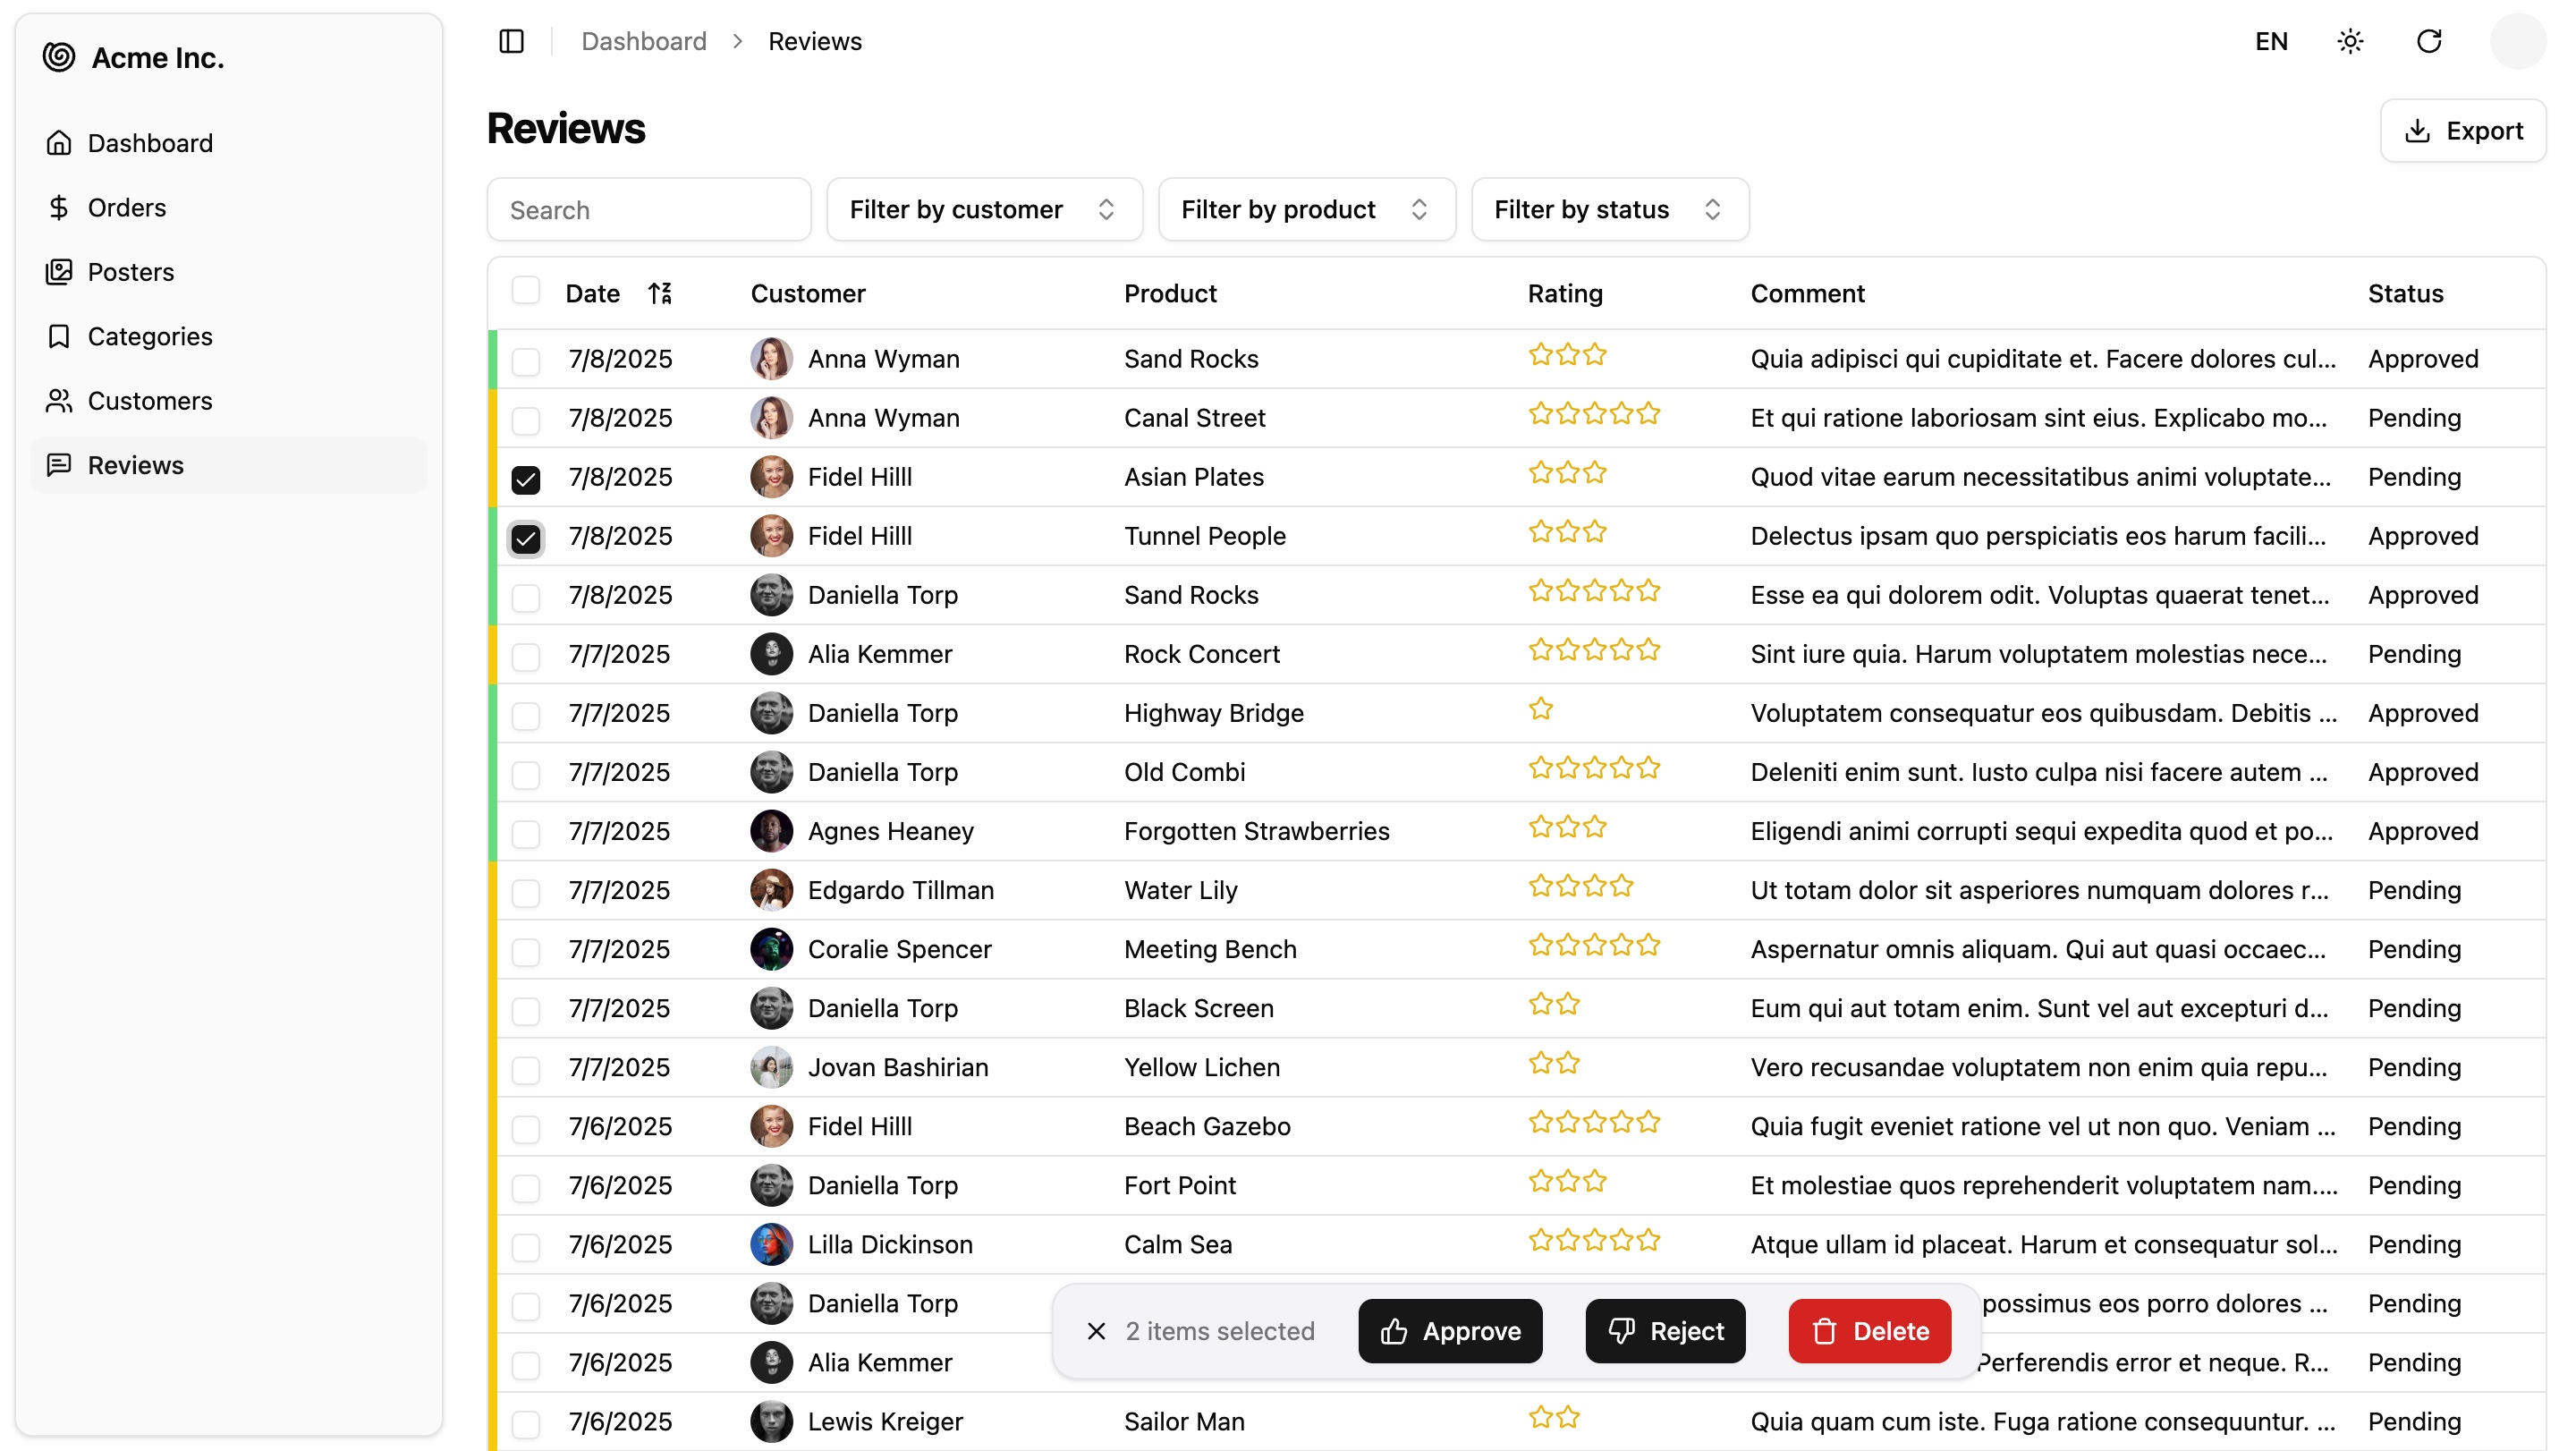 Acme Inc.
Dashboard
Orders
Posters
Categories
Customers
Reviews
Dashboard > Reviews
EN
Reviews
Export
Search
Filter by customer
Filter by product
Filter by status
Date Customer Product Rating Comment Status
7/8/2025 Anna Wyman Sand Rocks Quia adipisci qui cupiditate et. Facere dolores cul... Approved
7/8/2025 Anna Wyman Canal Street Et qui ratione laboriosam sint eius. Explicabo mo... Pending
7/8/2025 Fidel Hilll Asian Plates Quod vitae earum necessitatibus animi voluptate... Pending
7/8/2025 Fidel Hilll Tunnel People Delectus ipsam quo perspiciatis eos harum facili... Approved
7/8/2025 Daniella Torp Sand Rocks Esse ea qui dolorem odit. Voluptas quaerat tenet... Approved
7/7/2025 Alia Kemmer Rock Concert Sint iure quia. Harum voluptatem molestias nece... Pending
7/7/2025 Daniella Torp Highway Bridge Voluptatem consequatur eos quibusdam. Debitis ... Approved
7/7/2025 Daniella Torp Old Combi Deleniti enim sunt. Iusto culpa nisi facere autem ... Approved
7/7/2025 Agnes Heaney Forgotten Strawberries Eligendi animi corrupti sequi expedita quod et po... Approved
7/7/2025 Edgardo Tillman Water Lily Ut totam dolor sit asperiores numquam dolores r... Pending
7/7/2025 Coralie Spencer Meeting Bench Aspernatur omnis aliquam. Qui aut quasi occaec... Pending
7/7/2025 Daniella Torp Black Screen Eum qui aut totam enim. Sunt vel aut excepturi d... Pending
7/7/2025 Jovan Bashirian Yellow Lichen Vero recusandae voluptatem non enim quia repu... Pending
7/6/2025 Fidel Hilll Beach Gazebo Quia fugit eveniet ratione vel ut non quo. Veniam ... Pending
7/6/2025 Daniella Torp Fort Point Et molestiae quos reprehenderit voluptatem nam.... Pending
7/6/2025 Lilla Dickinson Calm Sea Atque ullam id placeat. Harum et consequatur sol... Pending
7/6/2025 Daniella Torp possimus eos porro dolores ... Pending
2 items selected Approve Reject Delete
7/6/2025 Alia Kemmer Perferendis error et neque. R... Pending
7/6/2025 Lewis Kreiger Sailor Man Quia quam cum iste. Fuga ratione consequuntur. ... Pending